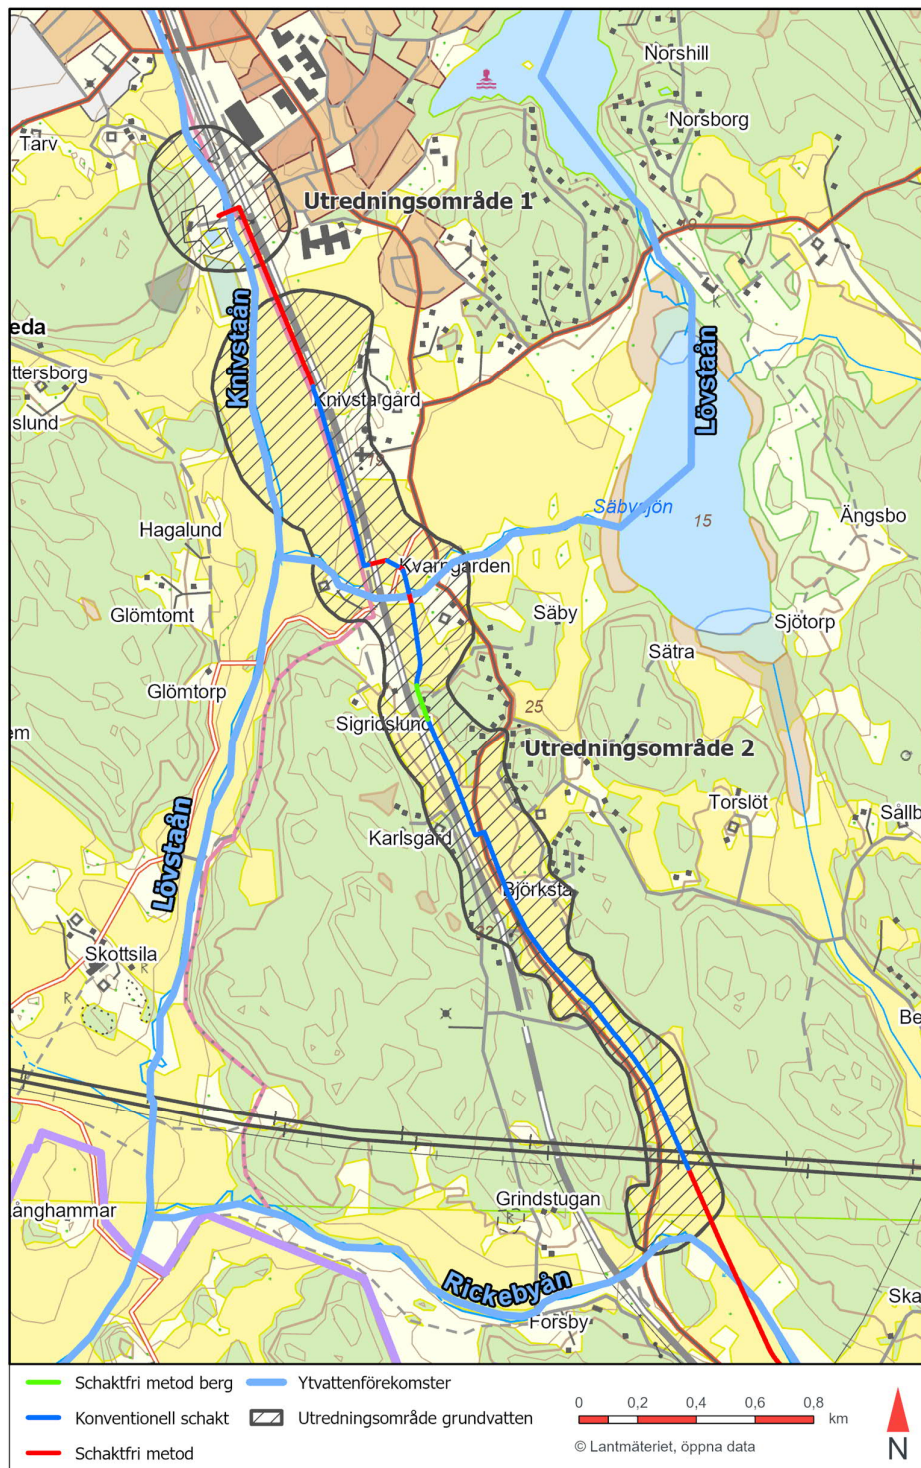 Norshill
Norsborg
Tarv
Utredningsområde 1
Knivstaån
eda
ttersborg
slund
Knivsta gård
Lövstaån
Säbysjön
15
Ängsbo
Hagalund
Kvarngården
Glömtomt
Säby
Sjötorp
Sätra
Glömtorp
25
Sigridslund
em
Utredningsområde 2
Torslöt
Sållb
Karlsgård
Lövstaån
Björksta
Skottsila
R
R
Be
Grindstugan
ånghammar
R
Rickebyån
Forsby
Ska
Schaktfri metod berg
Ytvattenförekomster
Konventionell schakt
Utredningsområde grundvatten
Schaktfri metod
0 0,2 0,4 0,6 0,8
km
© Lantmäteriet, öppna data
N